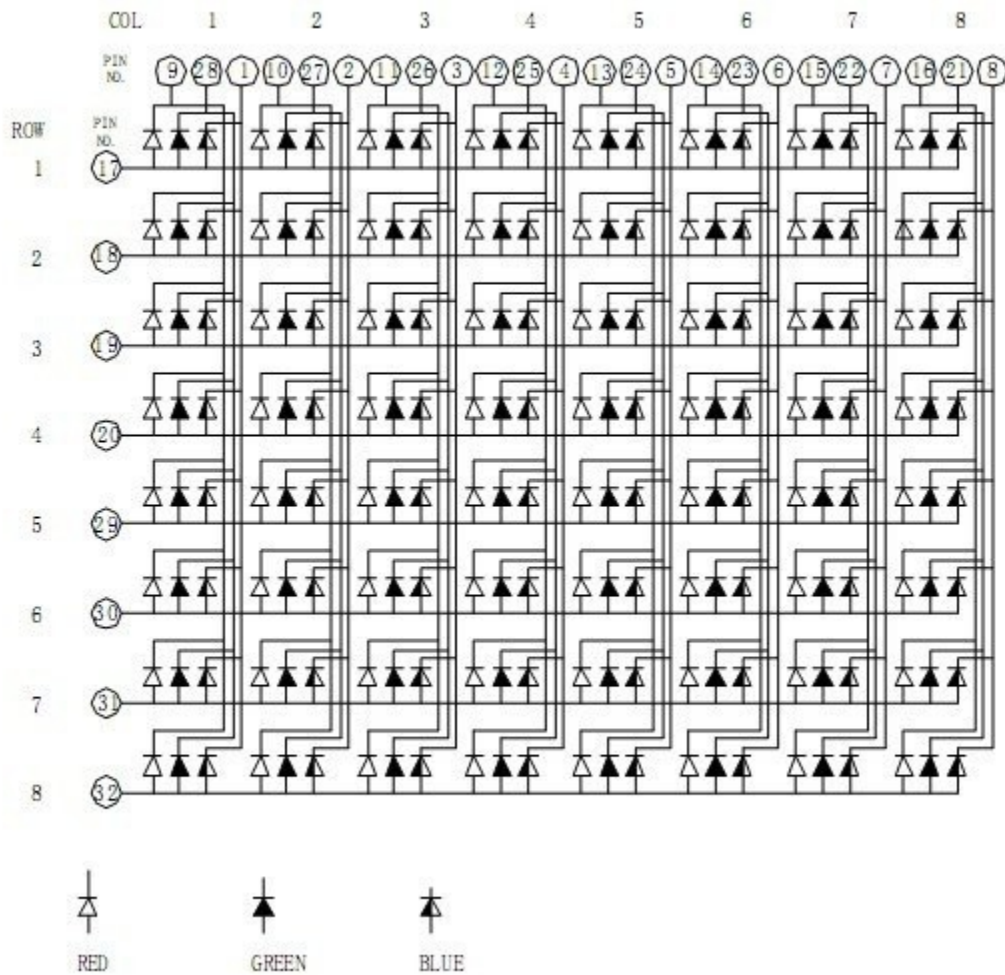 COL 1 2 3 4 5 6 7 8
PIN NO. 9 28 1 10 27 2 11 26 3 12 25 4 13 24 5 14 23 6 15 22 7 16 21 8
ROW PIN NO.
1 17
2 18
3 19
4 20
5 29
6 30
7 31
8 32
RED GREEN BLUE